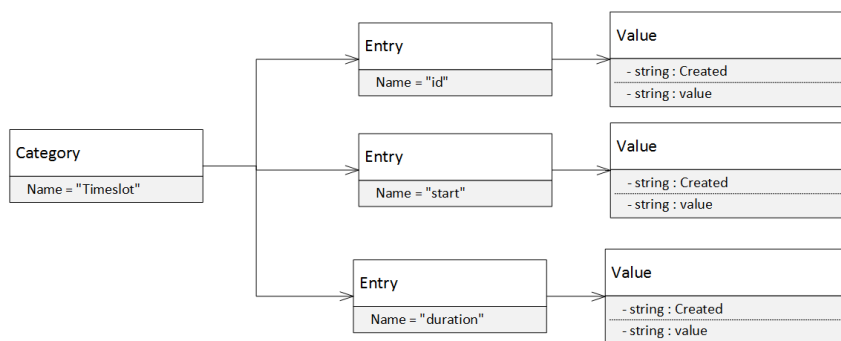 Category
Name = "Timeslot"
Entry
Name = "id"
Value
- string : Created
- string : value
Entry
Name = "start"
Value
- string : Created
- string : value
Entry
Name = "duration"
Value
- string : Created
- string : value